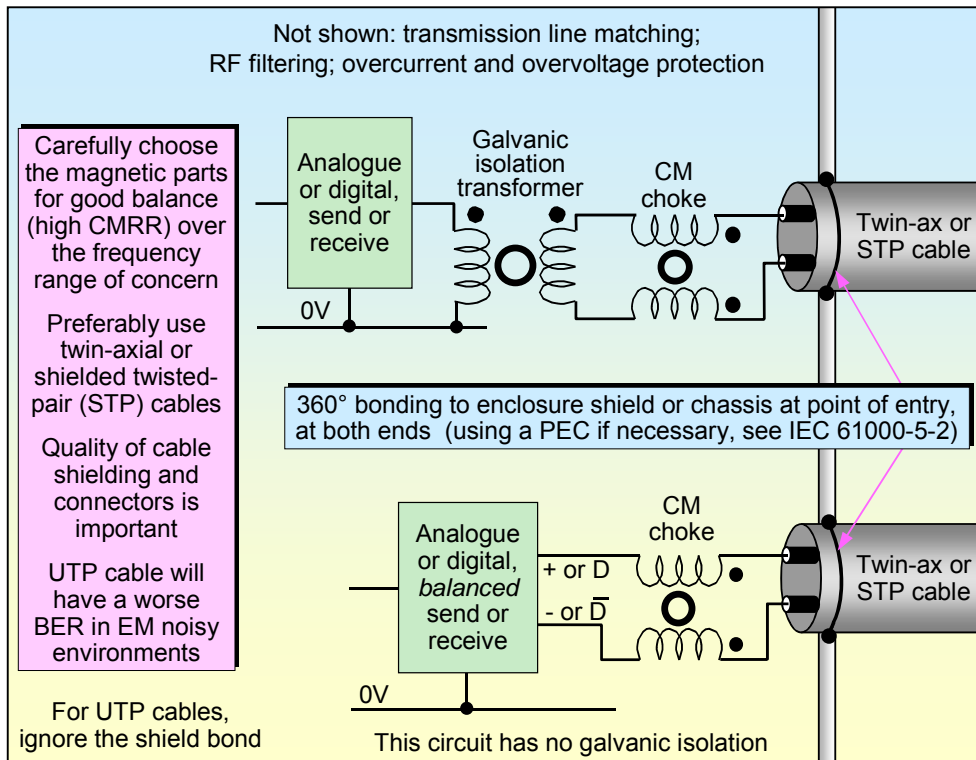 Not shown: transmission line matching;
RF filtering; overcurrent and overvoltage protection
Carefully choose
the magnetic parts
for good balance
(high CMRR) over
the frequency
range of concern
Preferably use
twin-axial or
shielded twisted-
pair (STP) cables
Quality of cable
shielding and
connectors is
important
UTP cable will
have a worse
BER in EM noisy
environments
For UTP cables,
ignore the shield bond
Analogue
or digital,
send or
receive
0V
Galvanic
isolation
transformer
CM
choke
Twin-ax or
STP cable
360° bonding to enclosure shield or chassis at point of entry,
at both ends (using a PEC if necessary, see IEC 61000-5-2)
Analogue
or digital,
balanced
send or
receive
+ or D
- or D̅
0V
CM
choke
Twin-ax or
STP cable
This circuit has no galvanic isolation